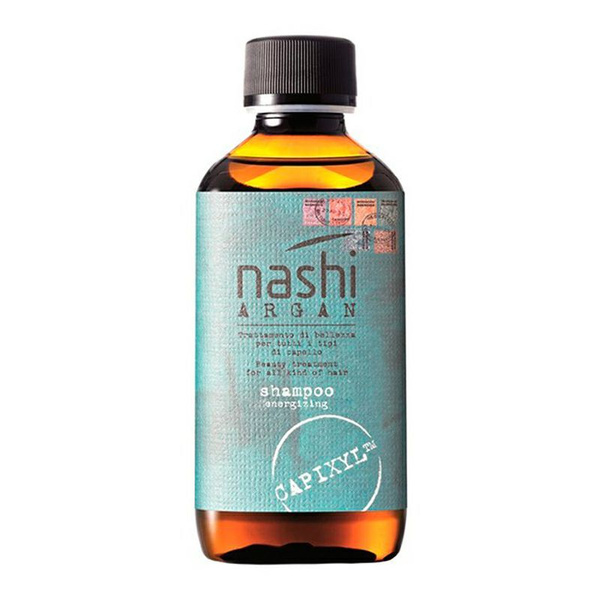 nashi
ARGAN
Trattamento di bellezza
per tutti i tipi
di capello
Beauty treatment
for all kind of hair
shampoo
energizing
CAPIXYL™